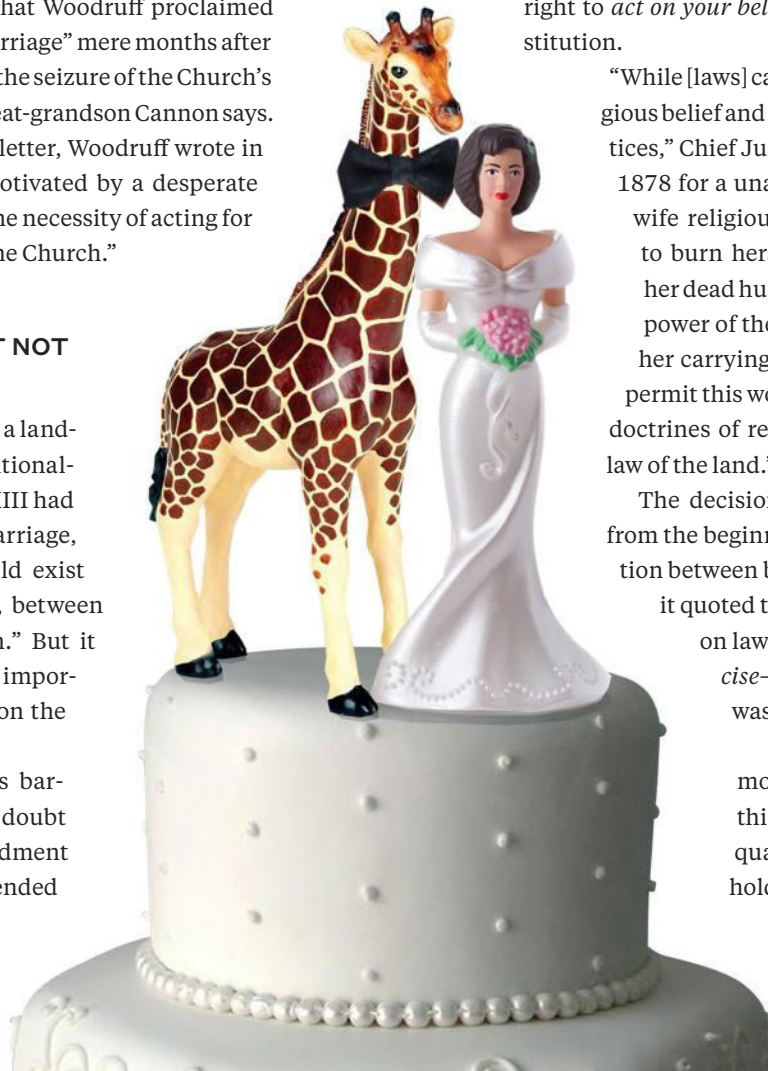 hat Woodruff proclaimed
rriage” mere months after
the seizure of the Church’s
eat-grandson Cannon says.
letter, Woodruff wrote in
otivated by a desperate
ne necessity of acting for
ne Church.”
T NOT
a land-
tional-
IIII had
arriage,
ld exist
, between
n.” But it
impor-
on the
s bar-
doubt
dment
ended
right to act on your bel
stitution.
“While [laws] ca
gious belief and
tices,” Chief Ju
1878 for a una
wife religiou
to burn her
her dead hu
power of the
her carrying
permit this wo
doctrines of re
law of the land.’
The decision
from the beginn
tion between b
it quoted t
on law
cise–
was
mo
thi
qua
hold